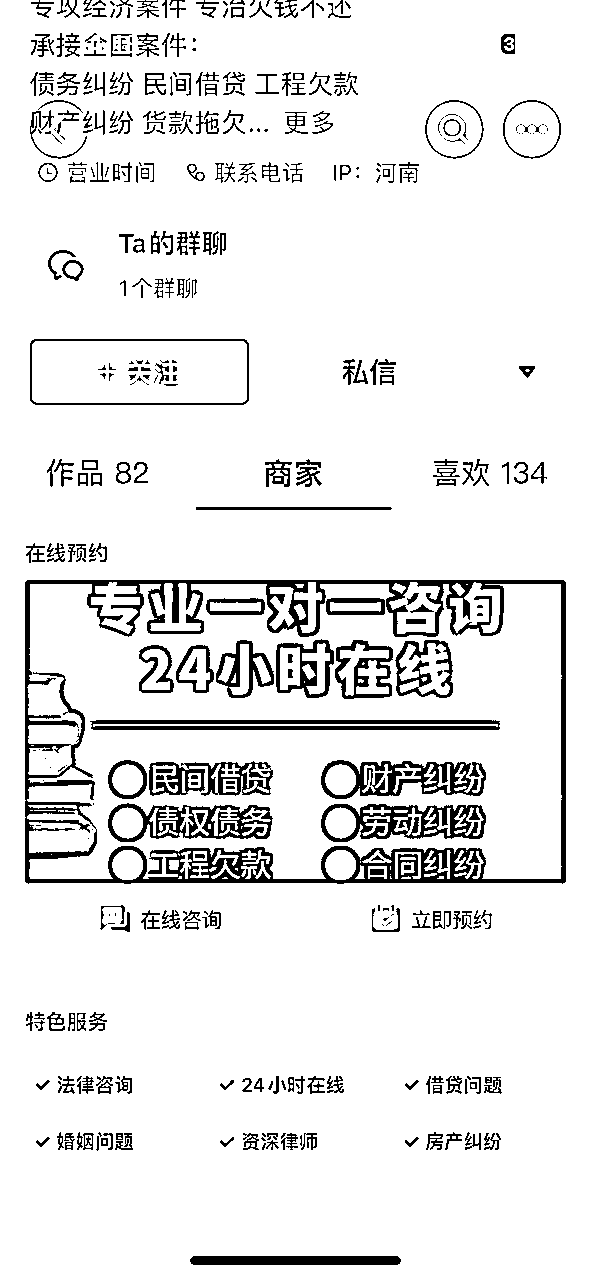 专攻经济案件 专治欠钱不还
承接全国案件：
3
债务纠纷 民间借贷 工程欠款
财产纠纷 货款拖欠... 更多
营业时间 联系电话 IP：河南
Ta的群聊
1个群聊
关注 私信
作品 82 商家 喜欢 134
在线预约
专业一对一咨询
24小时在线
民间借贷 财产纠纷
债权债务 劳动纠纷
工程欠款 合同纠纷
在线咨询 立即预约
特色服务
法律咨询 24小时在线 借贷问题
婚姻问题 资深律师 房产纠纷